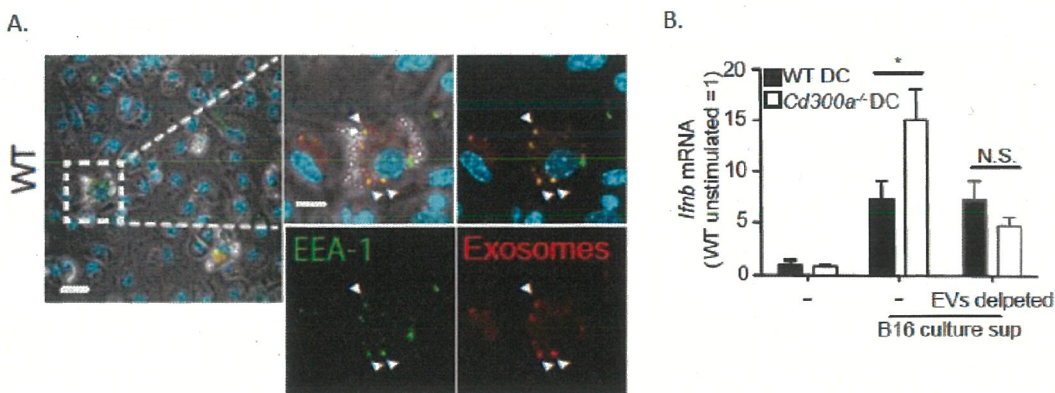 A.
WT
EEA-1
Exosomes
B.
Ifnb mRNA
(WT unstimulated =1)
20
15
10
5
0
WT DC
Cd300a-/- DC
*
N.S.
-
-
EVs delpeted
B16 culture sup